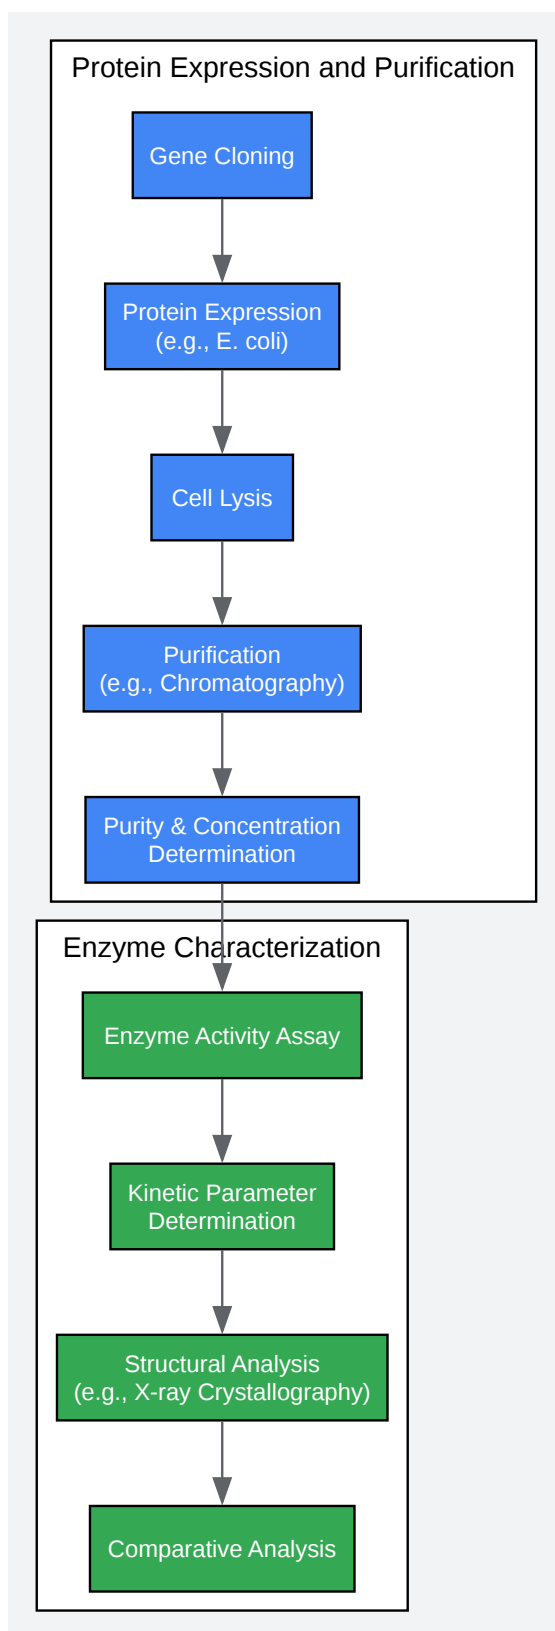 Protein Expression and Purification
Gene Cloning
Protein Expression
(e.g., E. coli)
Cell Lysis
Purification
(e.g., Chromatography)
Purity & Concentration
Determination
Enzyme Characterization
Enzyme Activity Assay
Kinetic Parameter
Determination
Structural Analysis
(e.g., X-ray Crystallography)
Comparative Analysis